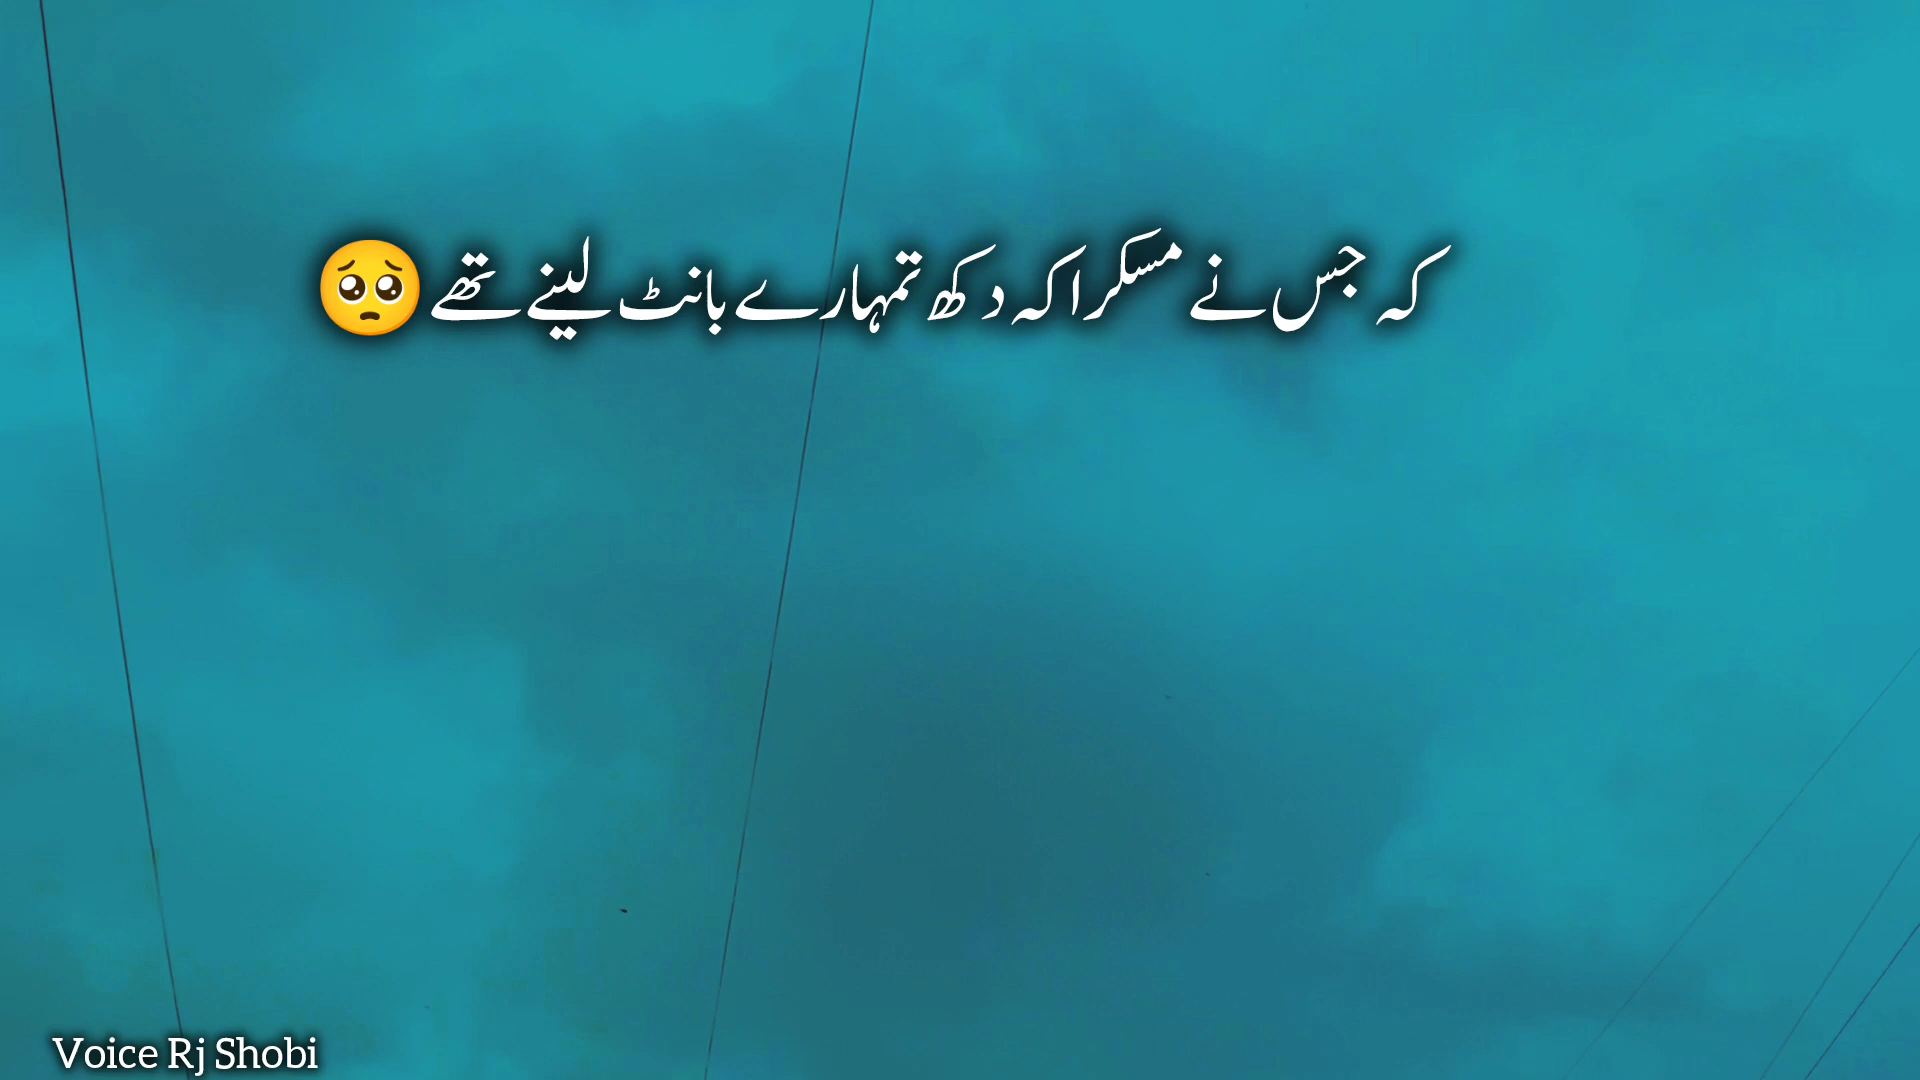 کہ جس نے مسکرا کہ دکھ تمہارے بانٹ لینے تھے 🥺
Voice Rj Shobi